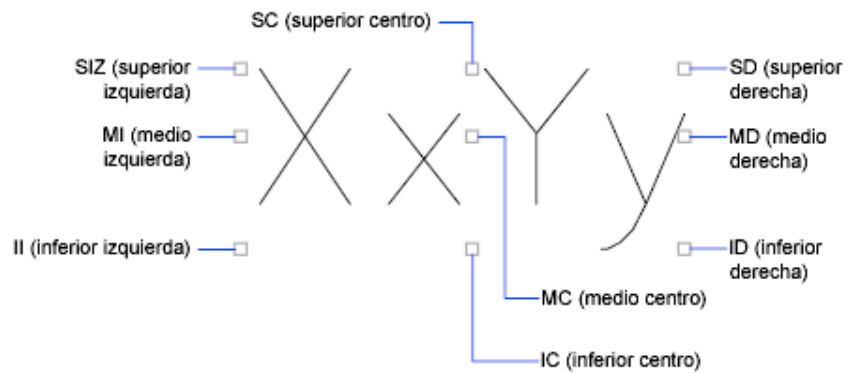 SC (superior centro)
SIZ (superior
izquierda)
SD (superior
derecha)
MI (medio
izquierda)
XxYy
MD (medio
derecha)
II (inferior izquierda)
ID (inferior
derecha)
MC (medio centro)
IC (inferior centro)